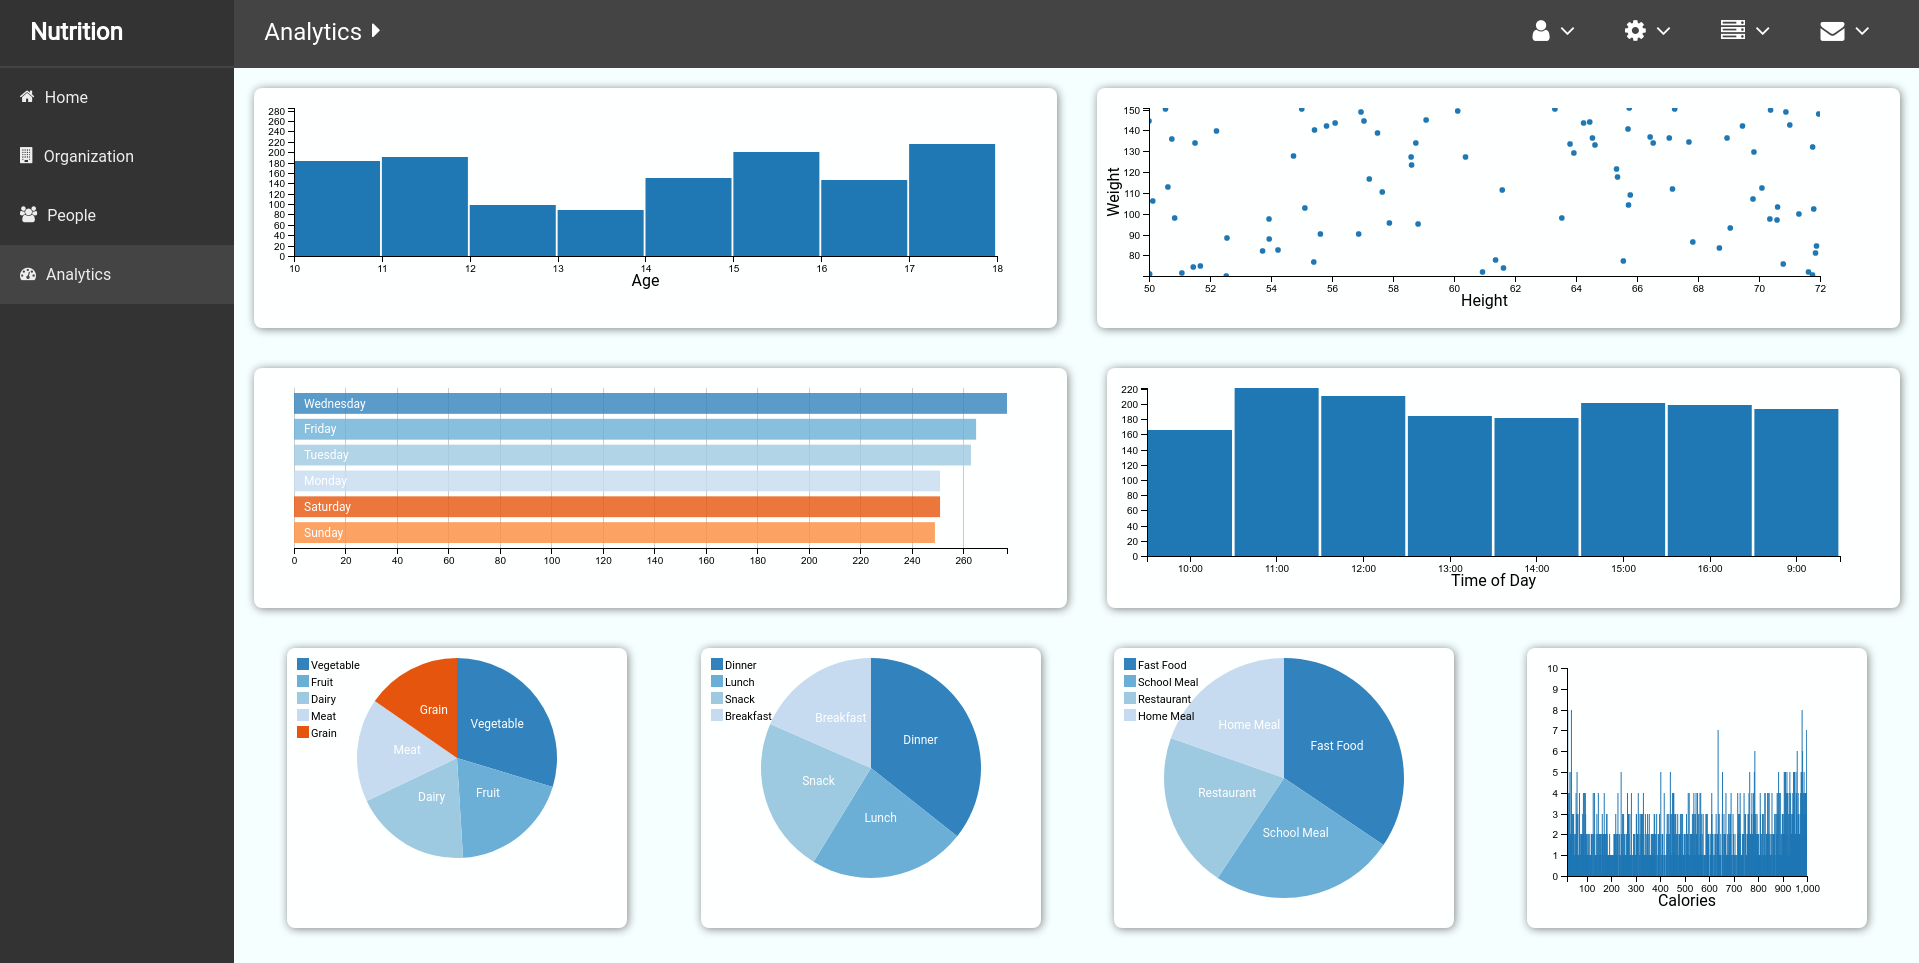 Nutrition
Analytics
Home
Organization
People
Analytics
280
260
240
220
200
180
160
140
120
100
80
60
40
20
0
10 11 12 13 14 15 16 17 18
Age
150
140
130
120
110
100
90
80
Weight
50 52 54 56 58 60 62 64 66 68 70 72
Height
Wednesday
Friday
Tuesday
Monday
Saturday
Sunday
0 20 40 60 80 100 120 140 160 180 200 220 240 260
220
200
180
160
140
120
100
80
60
40
20
0
10:00 11:00 12:00 13:00 14:00 15:00 16:00 9:00
Time of Day
Vegetable
Fruit
Dairy
Meat
Grain
Grain
Vegetable
Meat
Dairy
Fruit
Dinner
Lunch
Snack
Breakfast
Breakfast
Dinner
Snack
Lunch
Fast Food
School Meal
Restaurant
Home Meal
Home Meal
Fast Food
Restaurant
School Meal
10
9
8
7
6
5
4
3
2
1
0
100 200 300 400 500 600 700 800 900 1,000
Calories